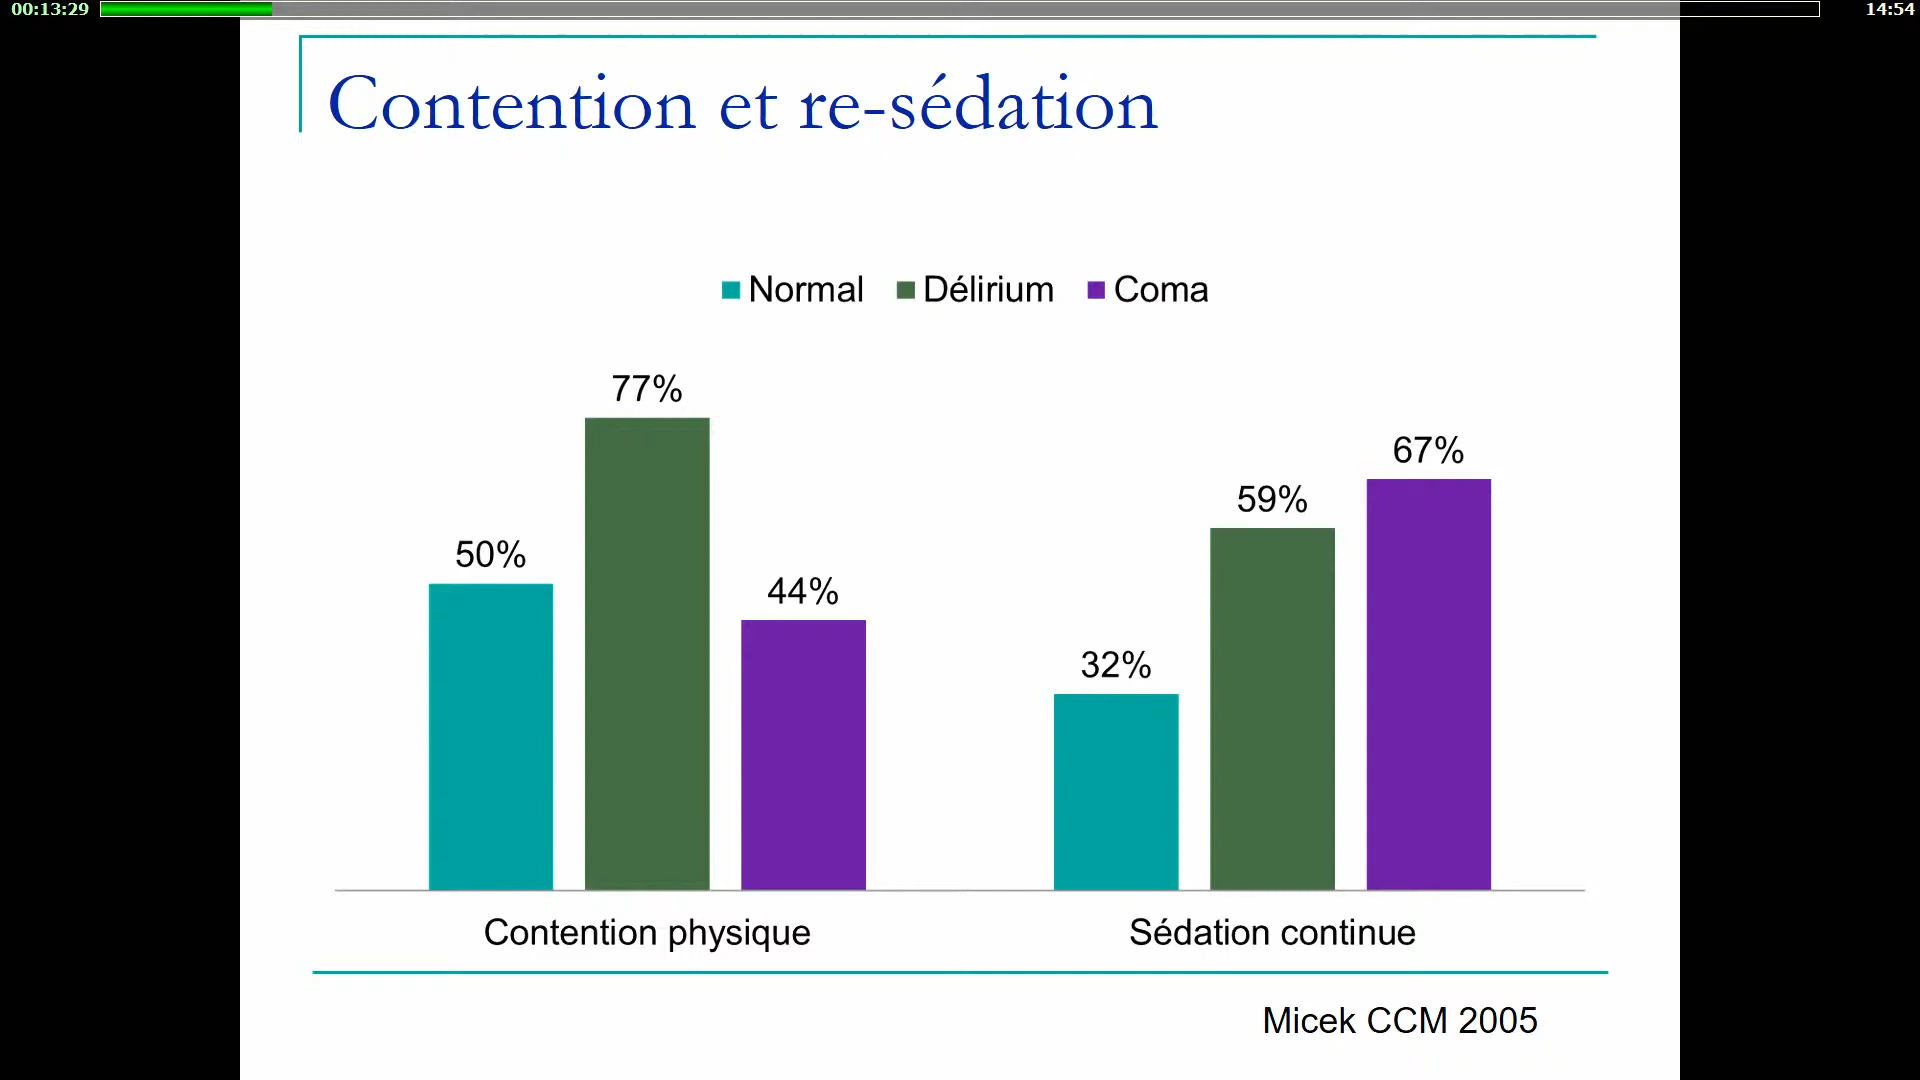 00:13:29
14:54
Contention et re-sédation
Normal Délirium Coma
77%
67%
59%
50%
44%
32%
Contention physique Sédation continue
Micek CCM 2005